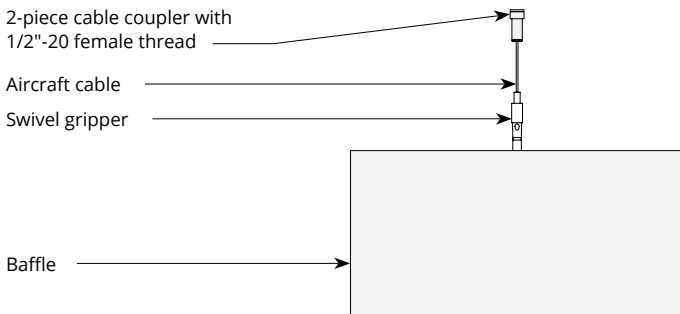 2-piece cable coupler with
1/2"-20 female thread
Aircraft cable
Swivel gripper
Baffle